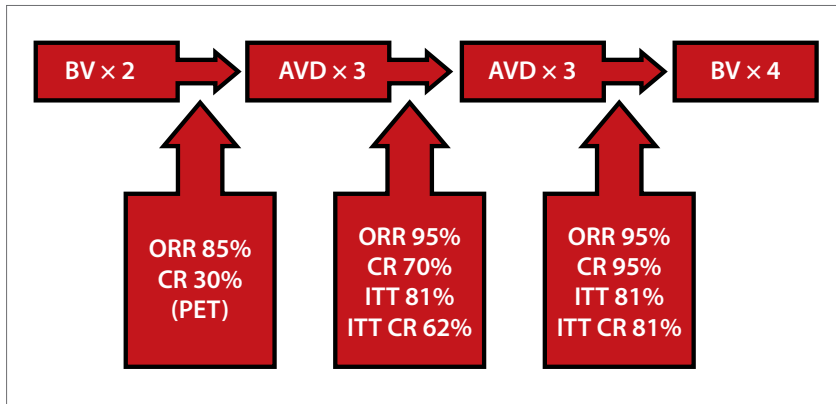 BV × 2
AVD × 3
AVD × 3
BV × 4
ORR 85%
CR 30%
(PET)
ORR 95%
CR 70%
ITT 81%
ITT CR 62%
ORR 95%
CR 95%
ITT 81%
ITT CR 81%